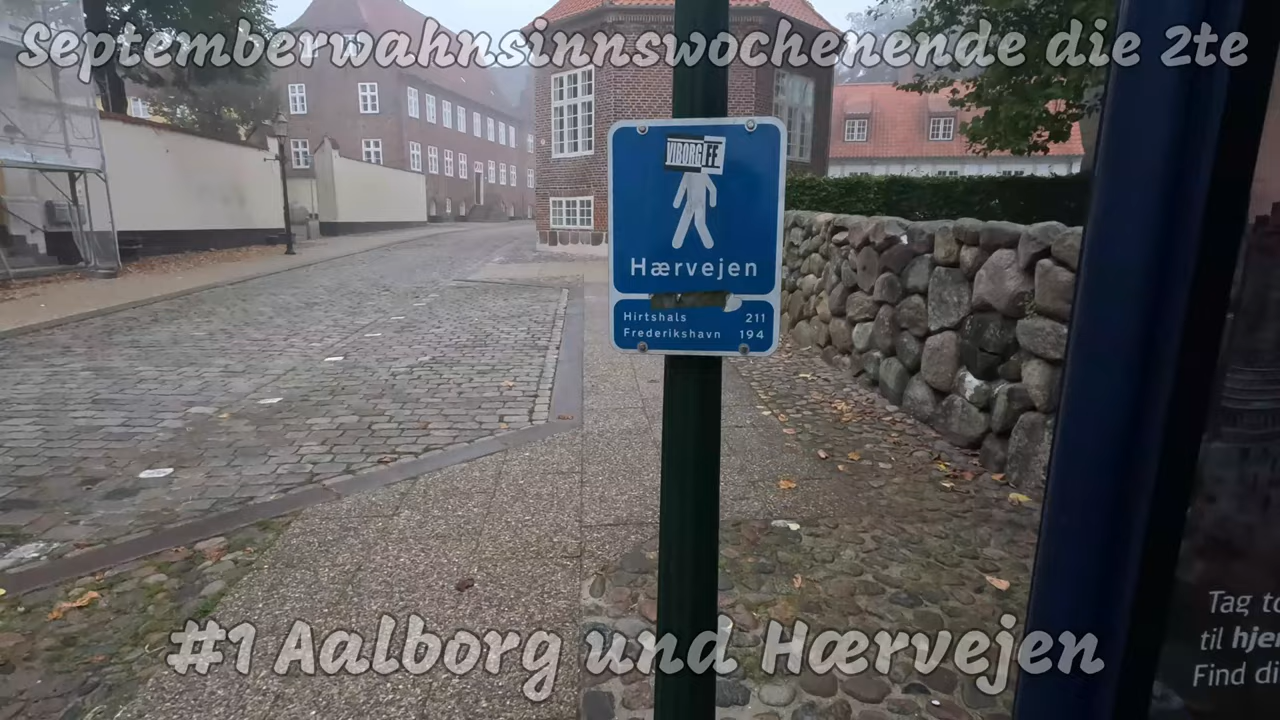 Septemberwahnsinnswochenende die 2te
VIBORG FF
Hærvejen
Hirtshals 211
Frederikshavn 194
Tag to
til hjer
Find di
#1 Aalborg und Hærvejen